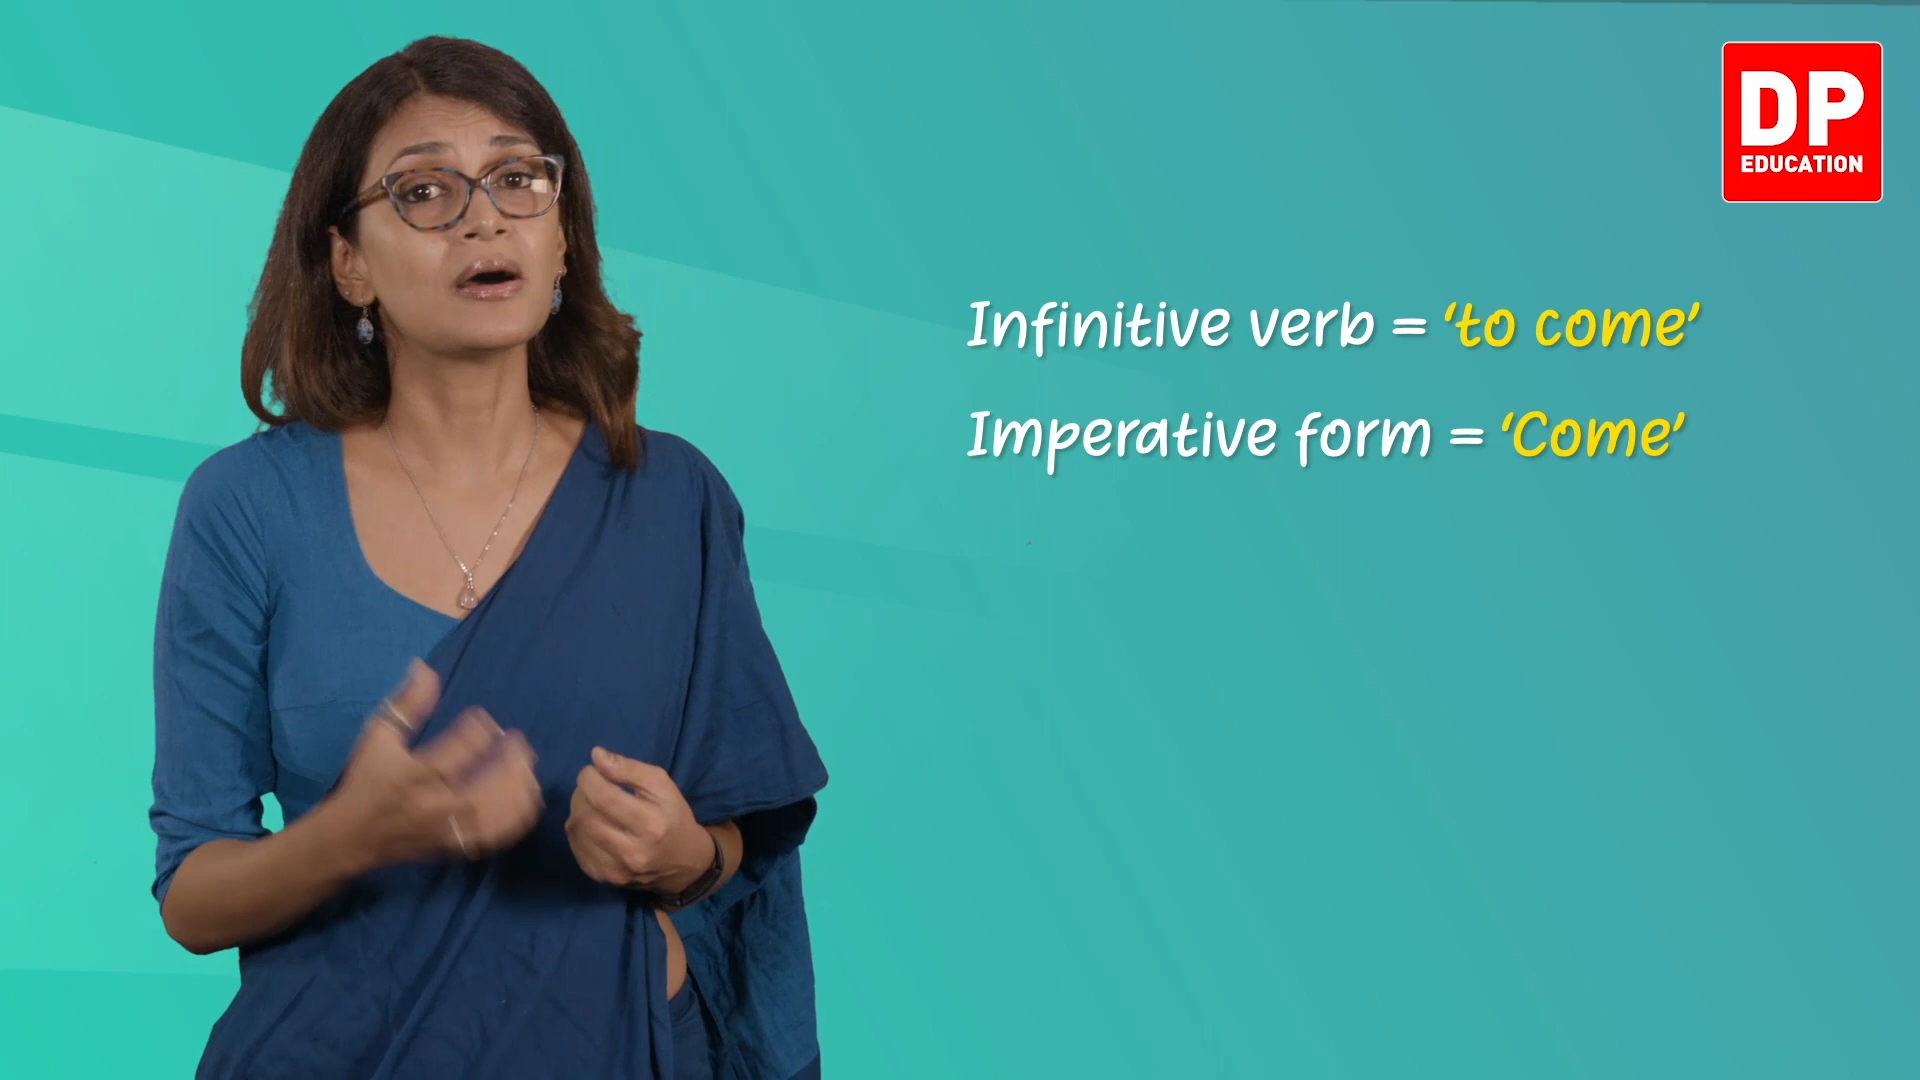 DP
EDUCATION
Infinitive verb = ‘to come’
Imperative form = ‘Come’